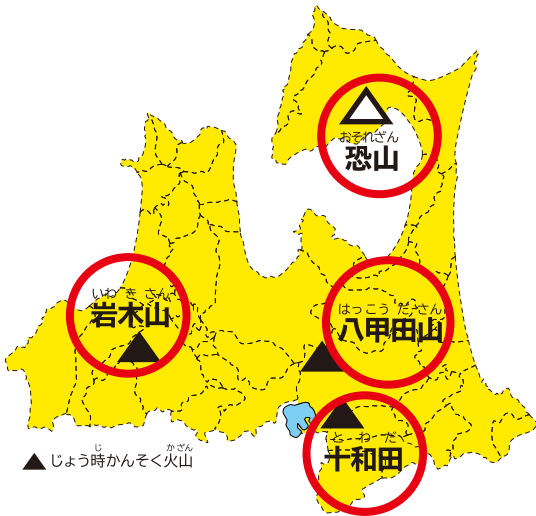 おそれざん
恐山
いわきさん
岩木山
はっこうださん
八甲田山
とわだ
十和田
じ かざん
▲じょう時かんそく火山